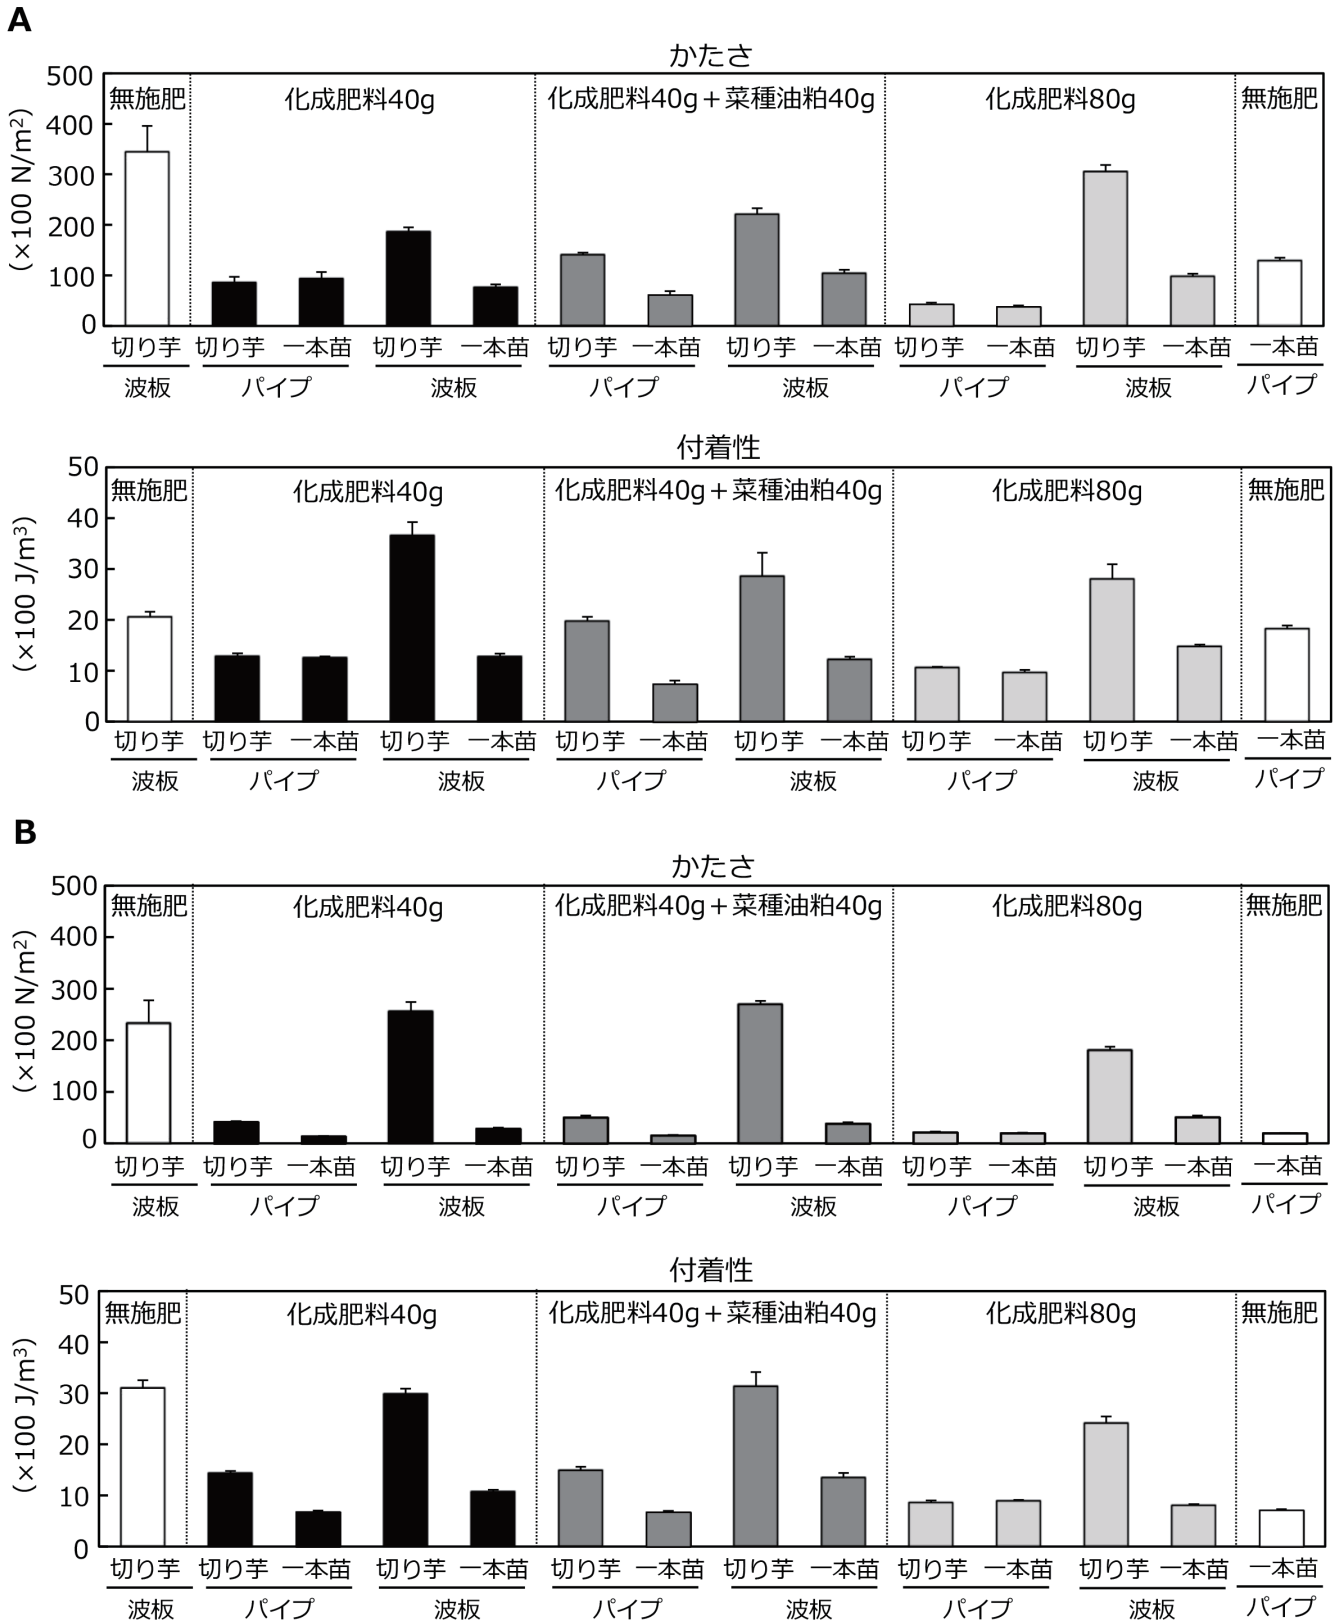 A
かたさ
(×100 N/m²)
500
400
300
200
100
0
無施肥 化成肥料40g 化成肥料40g＋菜種油粕40g 化成肥料80g 無施肥
切り芋 切り芋 一本苗 切り芋 一本苗 切り芋 一本苗 切り芋 一本苗 切り芋 一本苗 切り芋 一本苗 一本苗
波板 パイプ 波板 パイプ 波板 パイプ 波板 パイプ
付着性
(×100 J/m³)
50
40
30
20
10
0
無施肥 化成肥料40g 化成肥料40g＋菜種油粕40g 化成肥料80g 無施肥
切り芋 切り芋 一本苗 切り芋 一本苗 切り芋 一本苗 切り芋 一本苗 切り芋 一本苗 切り芋 一本苗 一本苗
波板 パイプ 波板 パイプ 波板 パイプ 波板 パイプ
B
かたさ
(×100 N/m²)
500
400
300
200
100
0
無施肥 化成肥料40g 化成肥料40g＋菜種油粕40g 化成肥料80g 無施肥
切り芋 切り芋 一本苗 切り芋 一本苗 切り芋 一本苗 切り芋 一本苗 切り芋 一本苗 切り芋 一本苗 一本苗
波板 パイプ 波板 パイプ 波板 パイプ 波板 パイプ
付着性
(×100 J/m³)
50
40
30
20
10
0
無施肥 化成肥料40g 化成肥料40g＋菜種油粕40g 化成肥料80g 無施肥
切り芋 切り芋 一本苗 切り芋 一本苗 切り芋 一本苗 切り芋 一本苗 切り芋 一本苗 切り芋 一本苗 一本苗
波板 パイプ 波板 パイプ 波板 パイプ 波板 パイプ